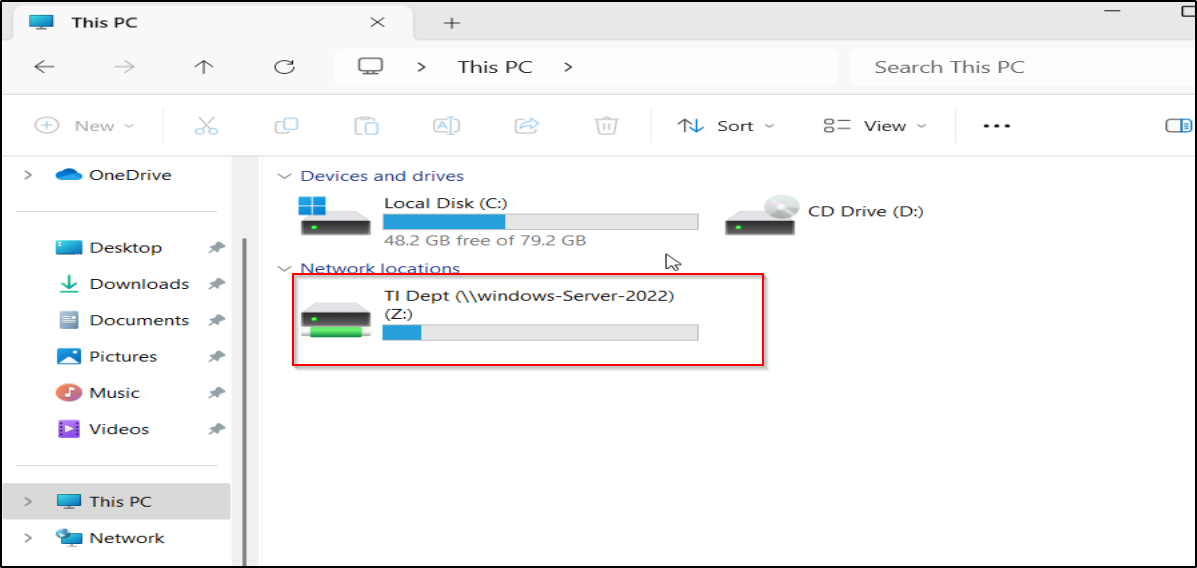 This PC
This PC
Search This PC
New
Sort
View
OneDrive
Desktop
Downloads
Documents
Pictures
Music
Videos
This PC
Network
Devices and drives
Local Disk (C:)
48.2 GB free of 79.2 GB
CD Drive (D:)
Network locations
TI Dept (\\windows-Server-2022)
(Z:)